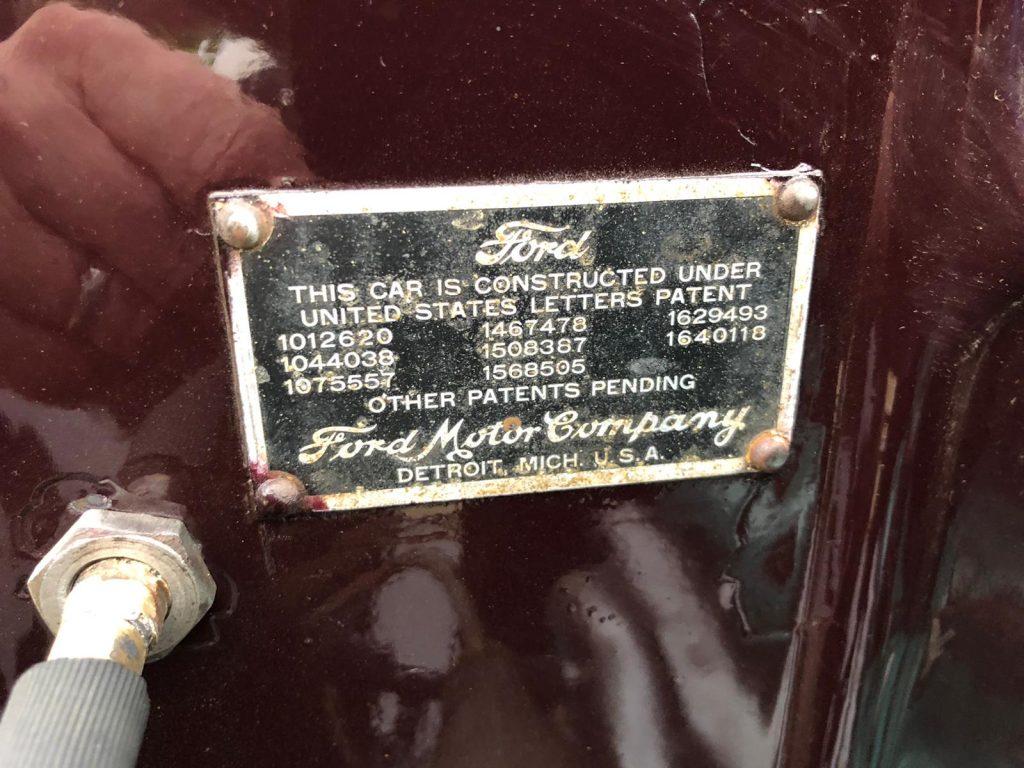 Ford
THIS CAR IS CONSTRUCTED UNDER
UNITED STATES LETTERS PATENT
1012620 1467478 1629493
1044038 1508387 1640118
1075557 1568505
OTHER PATENTS PENDING
Ford Motor Company
DETROIT, MICH. U.S.A.